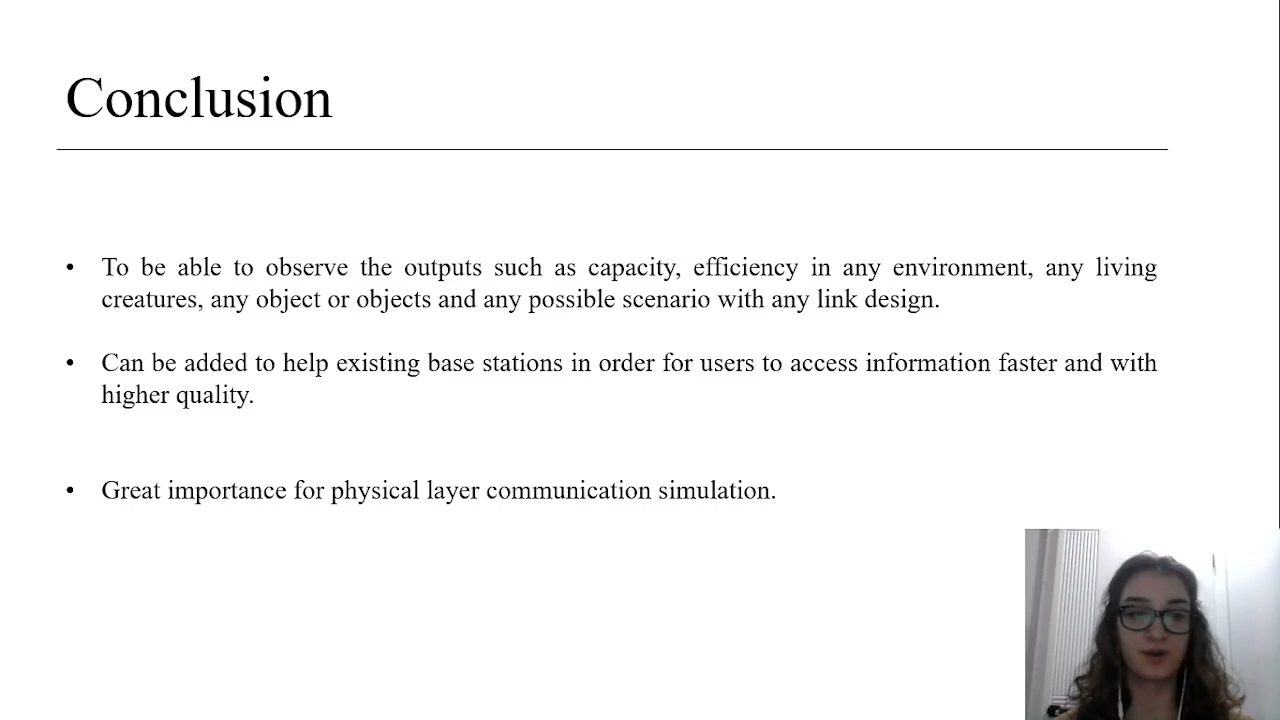 Conclusion
• To be able to observe the outputs such as capacity, efficiency in any environment, any living
creatures, any object or objects and any possible scenario with any link design.
• Can be added to help existing base stations in order for users to access information faster and with
higher quality.
• Great importance for physical layer communication simulation.